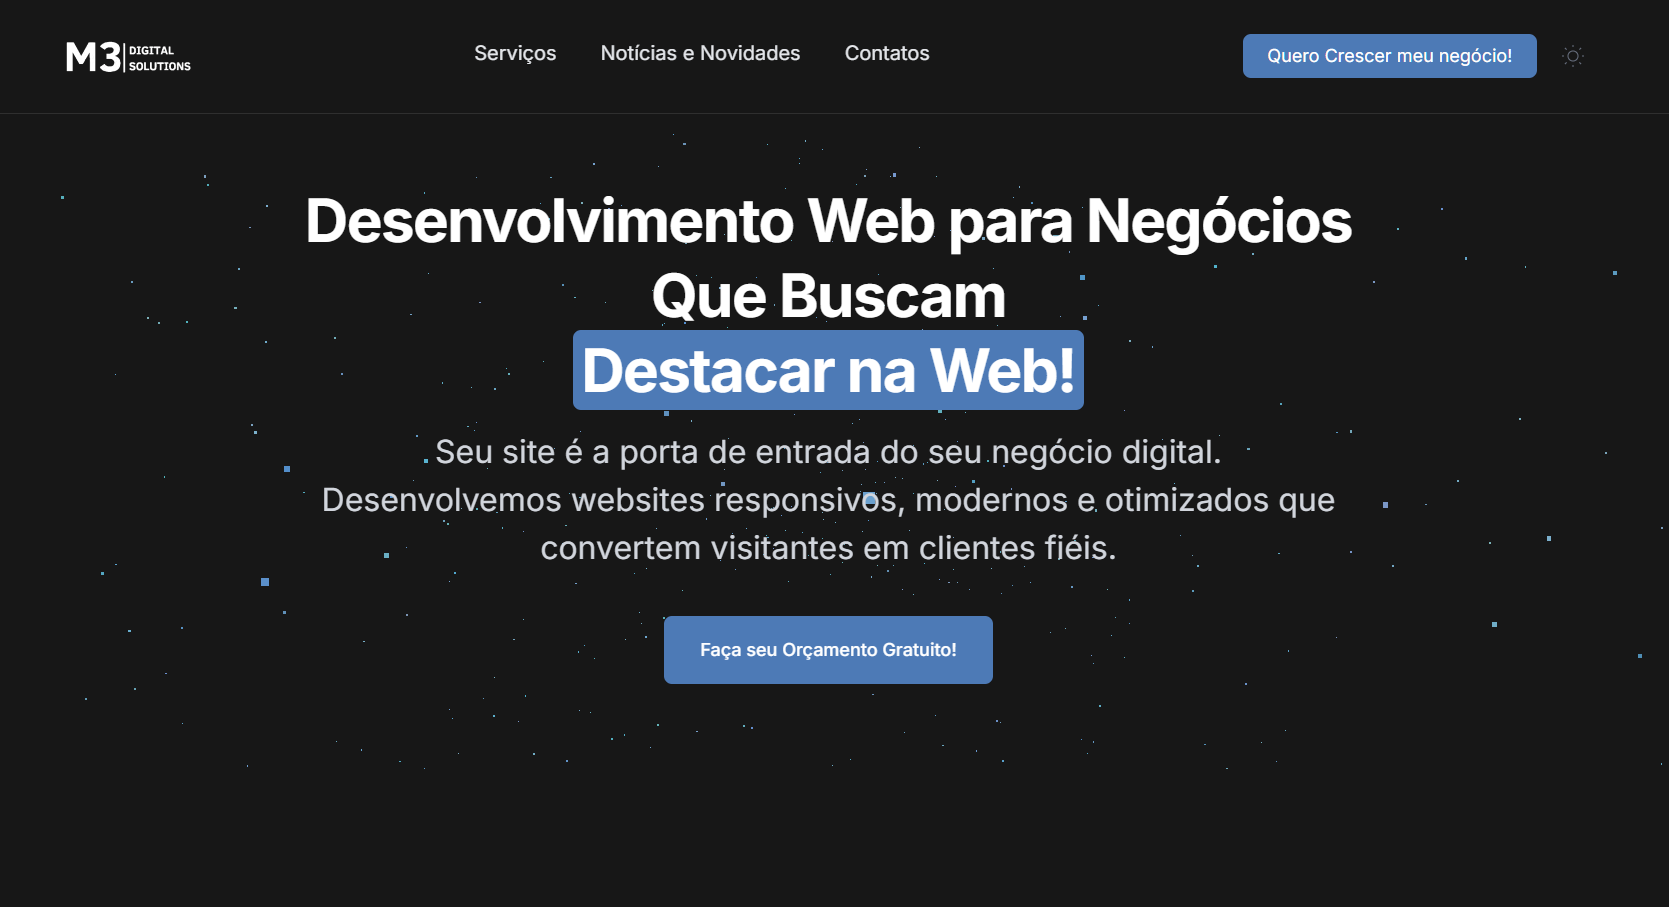 M3 DIGITAL SOLUTIONS
Serviços
Notícias e Novidades
Contatos
Quero Crescer meu negócio!
Desenvolvimento Web para Negócios
Que Buscam
Destacar na Web!
Seu site é a porta de entrada do seu negócio digital.
Desenvolvemos websites responsivos, modernos e otimizados que
convertem visitantes em clientes fiéis.
Faça seu Orçamento Gratuito!